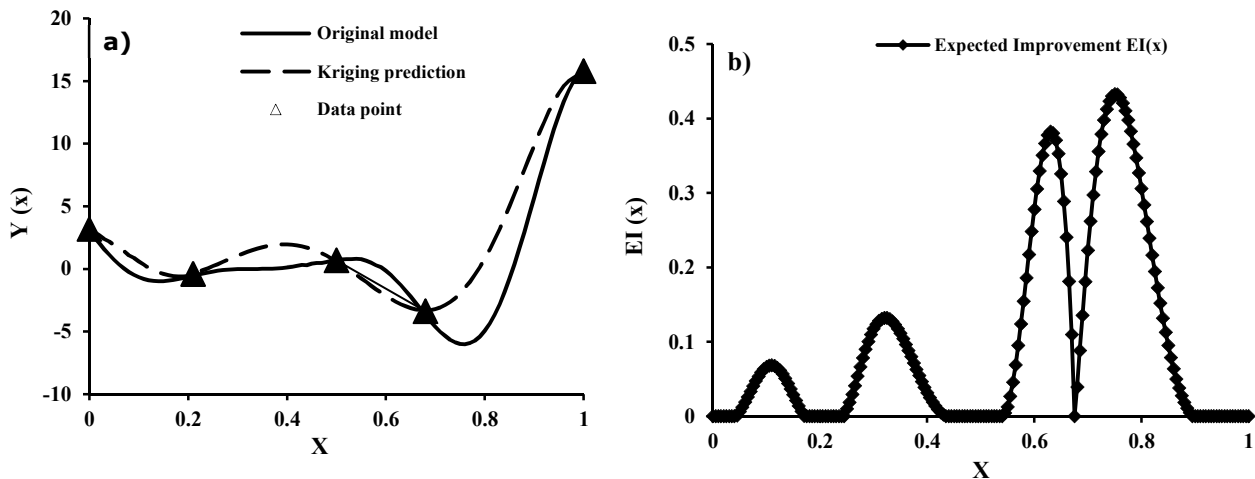 a)
Original model
Kriging prediction
Data point
20
15
10
5
0
-5
-10
Y (x)
0 0.2 0.4 0.6 0.8 1
X
b)
Expected Improvement EI(x)
0.5
0.4
0.3
0.2
0.1
0
EI (x)
0 0.2 0.4 0.6 0.8 1
X